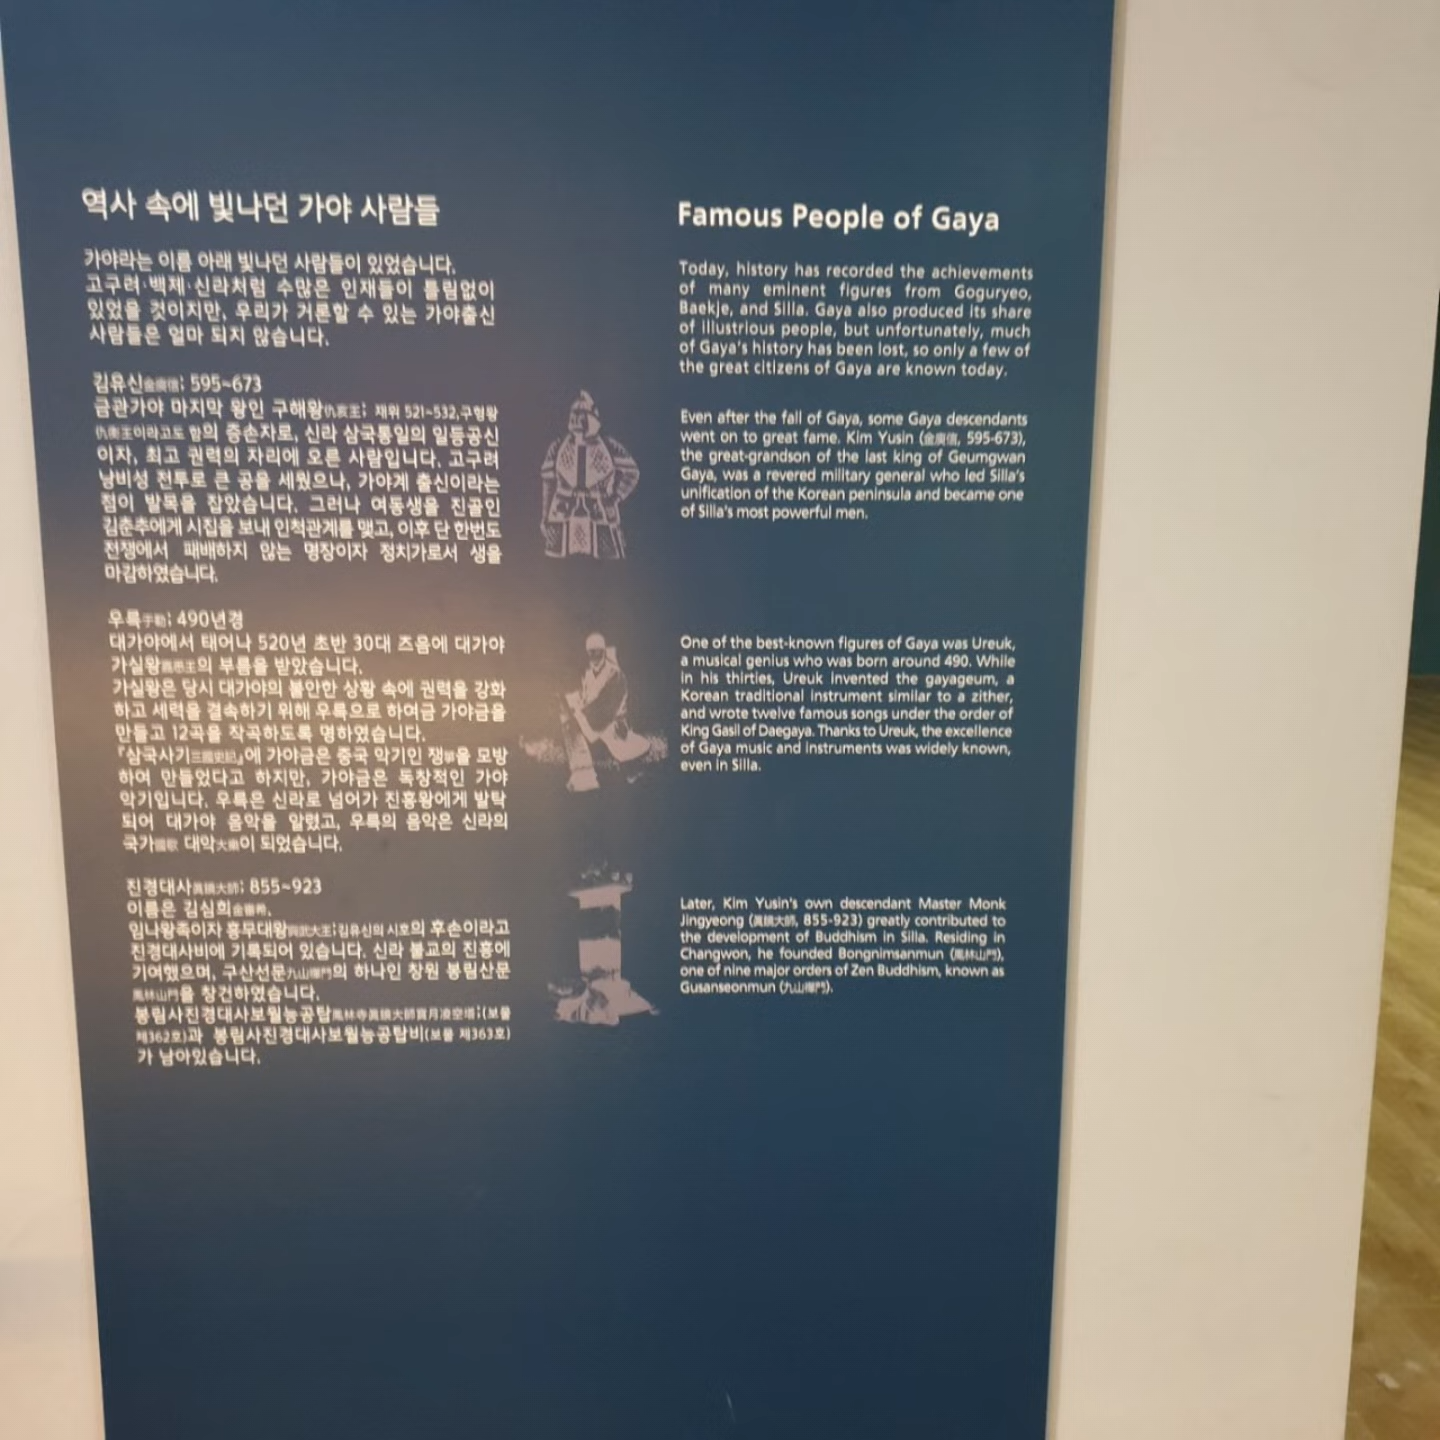 역사 속에 빛나던 가야 사람들
가야라는 이름 아래 빛나던 사람들이 있었습니다.
고구려·백제·신라처럼 수많은 인재들이 틀림없이
있었을 것이지만, 우리가 거론할 수 있는 가야출신
사람들은 얼마 되지 않습니다.
김유신金庾信: 595~673
금관가야 마지막 왕인 구해왕仇亥王: 재위 521~532,구형왕
仇衡王이라고도 함의 증손자로, 신라 삼국통일의 일등공신
이자, 최고 권력의 자리에 오른 사람입니다. 고구려
낭비성 전투로 큰 공을 세웠으나, 가야계 출신이라는
점이 발목을 잡았습니다. 그러나 여동생을 진골인
김춘추에게 시집을 보내 인척관계를 맺고, 이후 단 한번도
전쟁에서 패배하지 않는 명장이자 정치가로서 생을
마감하였습니다.
우륵于勒: 490년경
대가야에서 태어나 520년 초반 30대 즈음에 대가야
가실왕嘉悉王의 부름을 받았습니다.
가실왕은 당시 대가야의 불안한 상황 속에 권력을 강화
하고 세력을 결속하기 위해 우륵으로 하여금 가야금을
만들고 12곡을 작곡하도록 명하였습니다.
『삼국사기三國史記』에 가야금은 중국 악기인 쟁箏을 모방
하여 만들었다고 하지만, 가야금은 독창적인 가야
악기입니다. 우륵은 신라로 넘어가 진흥왕에게 발탁
되어 대가야 음악을 알렸고, 우륵의 음악은 신라의
국가國歌 대악大樂이 되었습니다.
진경대사眞鏡大師: 855~923
이름은 김심희金審希.
임나왕족이자 흥무대왕興武大王:김유신의 시호의 후손이라고
진경대사비에 기록되어 있습니다. 신라 불교의 진흥에
기여했으며, 구산선문九山禪門의 하나인 창원 봉림산문
鳳林山門을 창건하였습니다.
봉림사진경대사보월능공탑鳳林寺眞鏡大師寶月凌空塔:(보물
제362호)과 봉림사진경대사보월능공탑비(보물 제363호)
가 남아있습니다.
Famous People of Gaya
Today, history has recorded the achievements
of many eminent figures from Goguryeo,
Baekje, and Silla. Gaya also produced its share
of illustrious people, but unfortunately, much
of Gaya's history has been lost, so only a few of
the great citizens of Gaya are known today.
Even after the fall of Gaya, some Gaya descendants
went on to great fame. Kim Yusin (金庾信, 595-673),
the great-grandson of the last king of Geumgwan
Gaya, was a revered military general who led Silla's
unification of the Korean peninsula and became one
of Silla's most powerful men.
One of the best-known figures of Gaya was Ureuk,
a musical genius who was born around 490. While
in his thirties, Ureuk invented the gayageum, a
Korean traditional instrument similar to a zither,
and wrote twelve famous songs under the order of
King Gasil of Daegaya. Thanks to Ureuk, the excellence
of Gaya music and instruments was widely known,
even in Silla.
Later, Kim Yusin's own descendant Master Monk
Jingyeong (眞鏡大師, 855-923) greatly contributed to
the development of Buddhism in Silla. Residing in
Changwon, he founded Bongnimsanmun (鳳林山門),
one of nine major orders of Zen Buddhism, known as
Gusanseonmun (九山禪門).